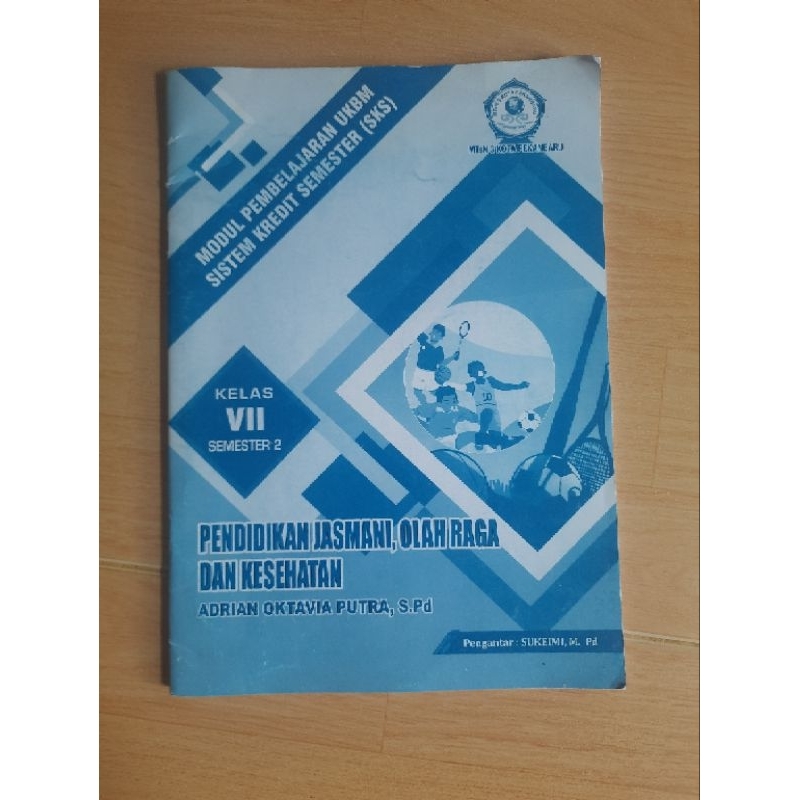 MODUL PEMBELAJARAN UKBM
SISTEM KREDIT SEMESTER (SKS)
KELAS
VII
SEMESTER 2
PENDIDIKAN JASMANI, OLAH RAGA
DAN KESEHATAN
ADRIAN OKTAVIA PUTRA, S.Pd
Pengantar : SUKEIMI, M. Pd